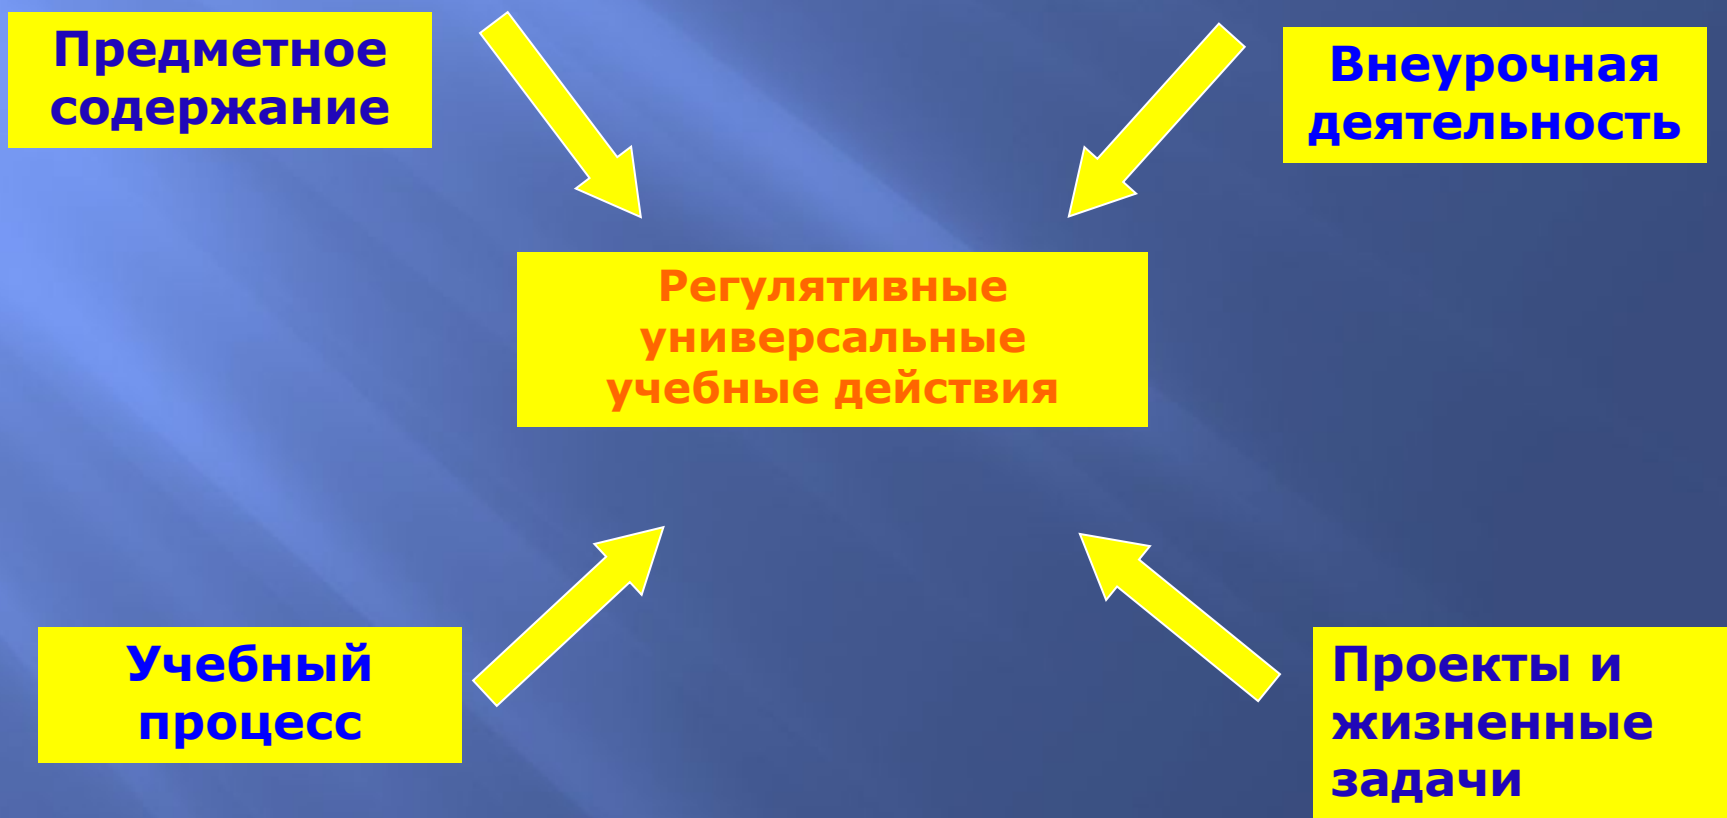 Предметное
содержание
Внеурочная
деятельность
Регулятивные
универсальные
учебные действия
Учебный
процесс
Проекты и
жизненные
задачи